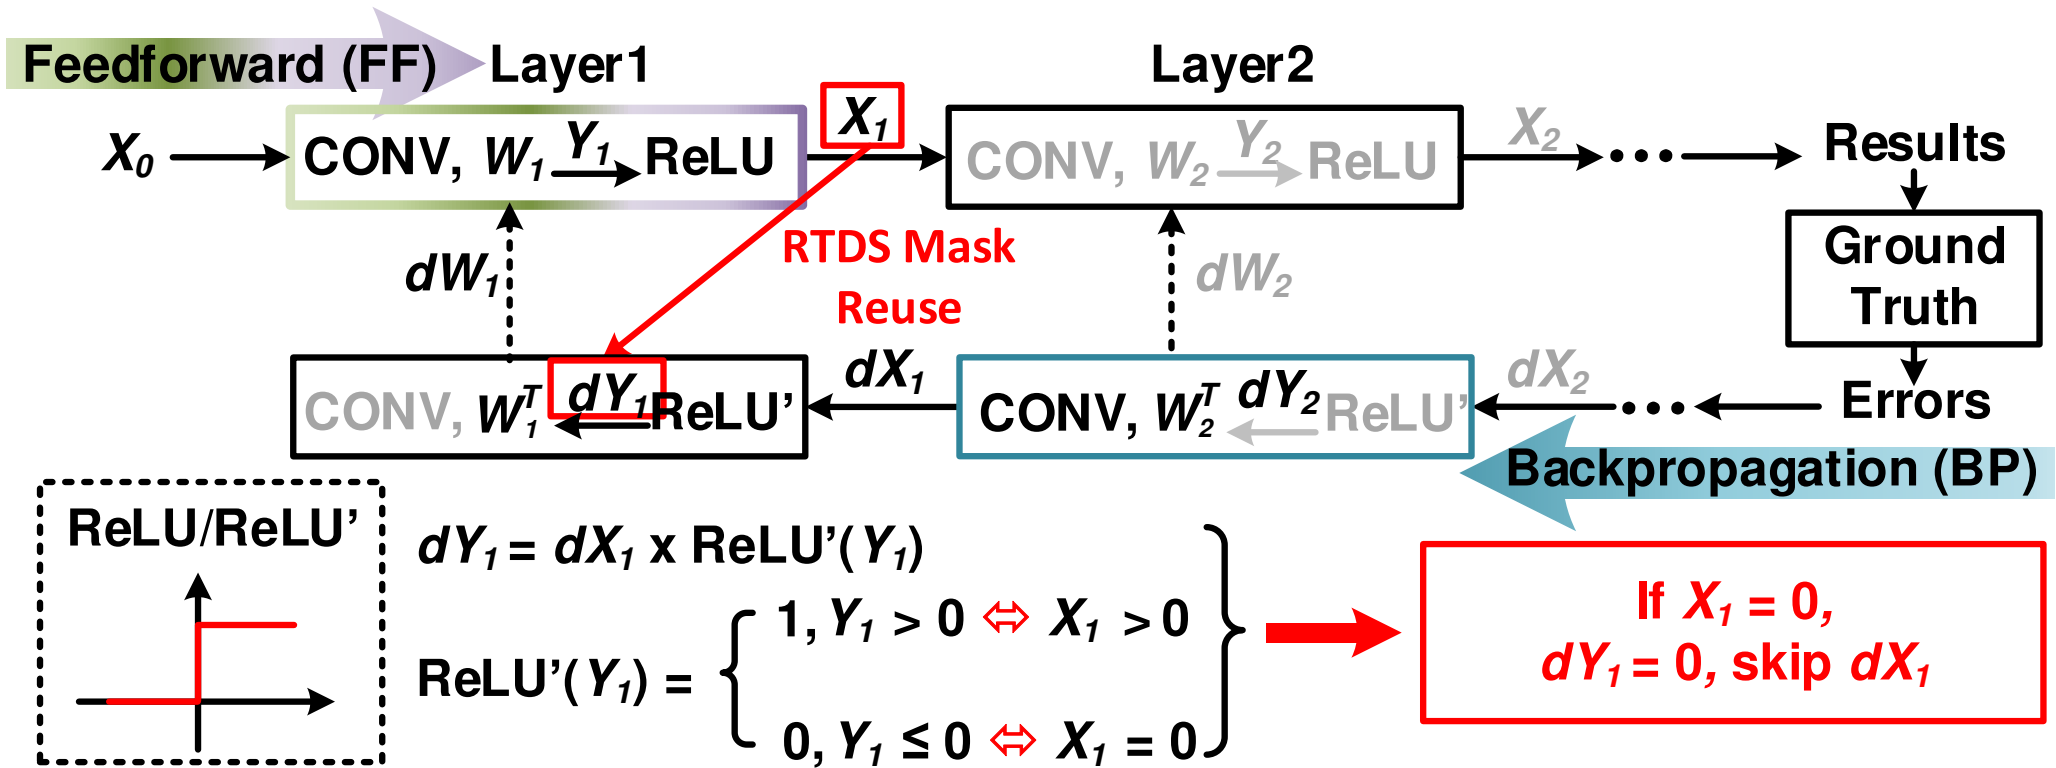 Feedforward (FF) Layer1 Layer2
X0 CONV, W1 Y1 ReLU X1 CONV, W2 Y2 ReLU X2 ••• Results
dW1 RTDS Mask Reuse dW2 Ground Truth
CONV, W1^T dY1 ReLU' dX1 CONV, W2^T dY2 ReLU' dX2 ••• Errors
Backpropagation (BP)
ReLU/ReLU'
dY1 = dX1 x ReLU'(Y1)
ReLU'(Y1) =
1, Y1 > 0 ⇔ X1 > 0
0, Y1 ≤ 0 ⇔ X1 = 0
If X1 = 0,
dY1 = 0, skip dX1